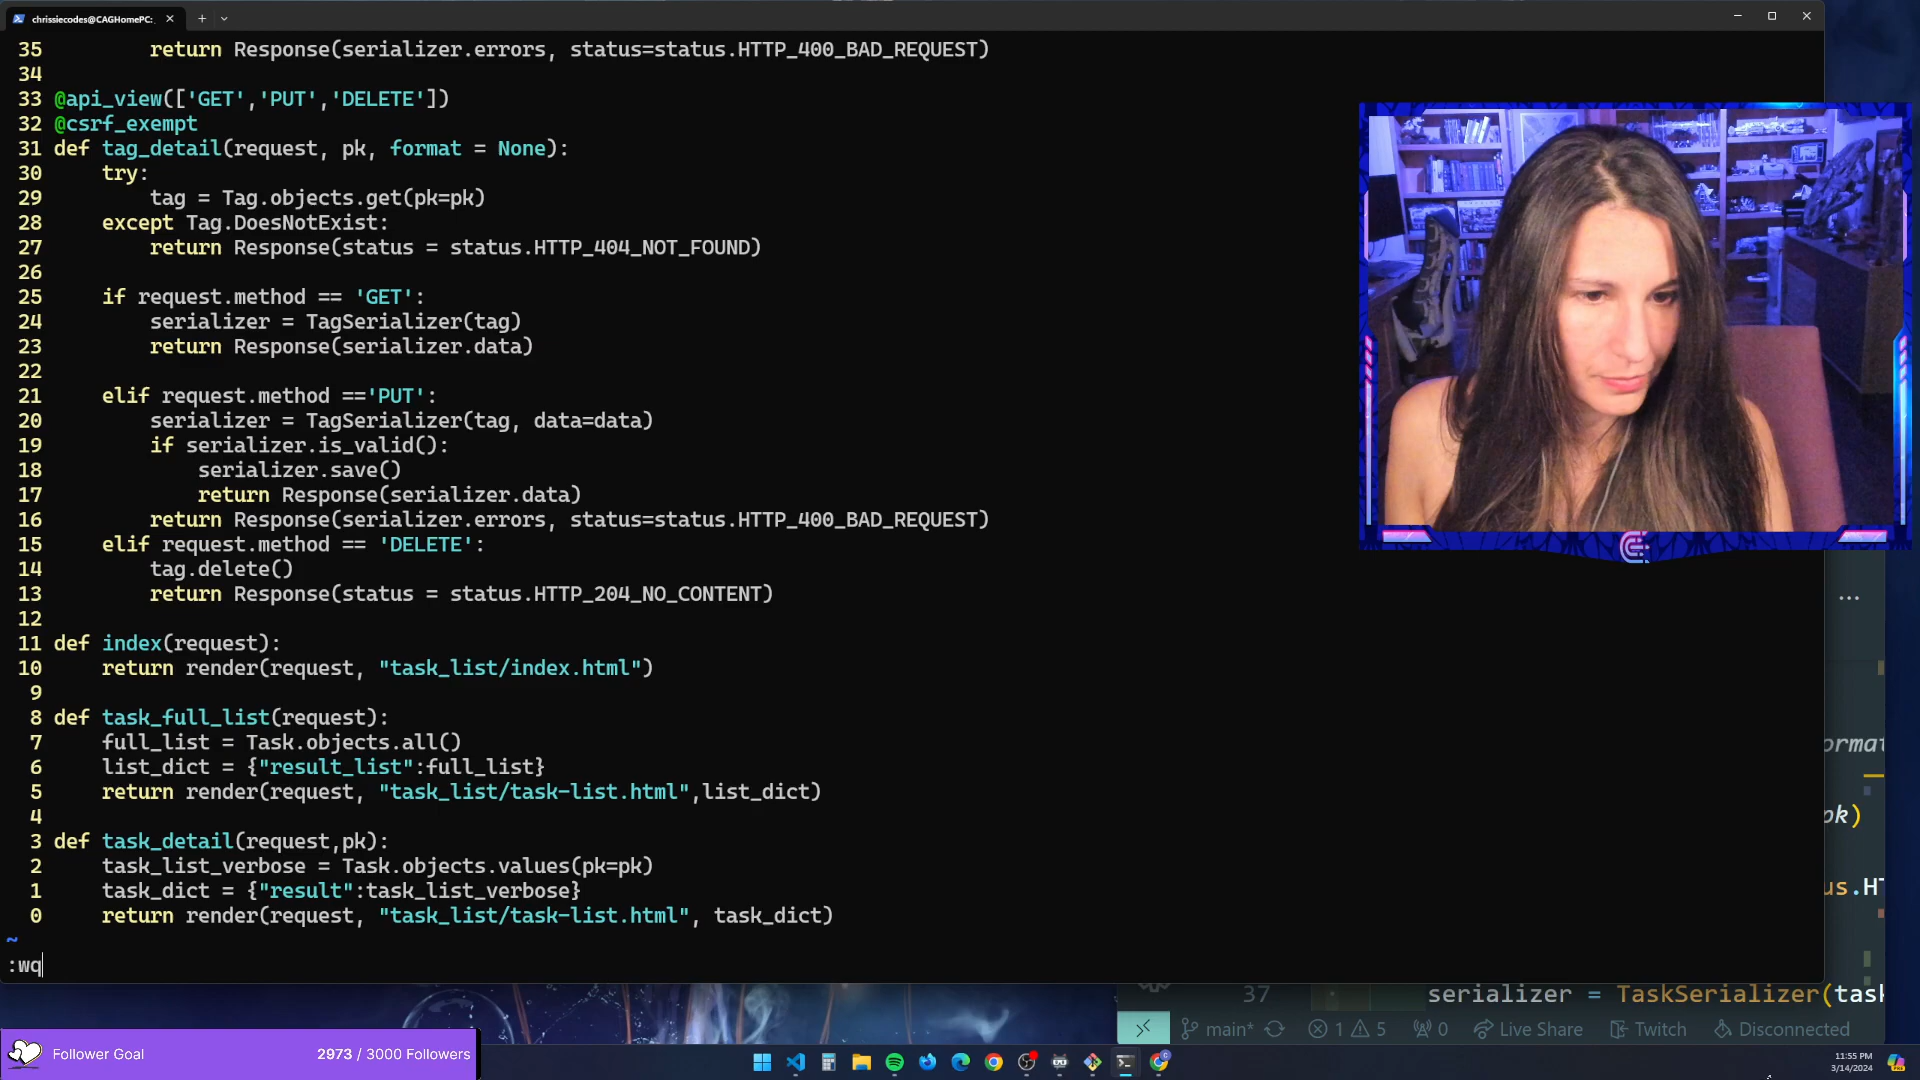 chrissiecodes@CAGHomePC:
35 return Response(serializer.errors, status=status.HTTP_400_BAD_REQUEST)
34
33 @api_view(['GET','PUT','DELETE'])
32 @csrf_exempt
31 def tag_detail(request, pk, format = None):
30 try:
29 tag = Tag.objects.get(pk=pk)
28 except Tag.DoesNotExist:
27 return Response(status = status.HTTP_404_NOT_FOUND)
26
25 if request.method == 'GET':
24 serializer = TagSerializer(tag)
23 return Response(serializer.data)
22
21 elif request.method =='PUT':
20 serializer = TagSerializer(tag, data=data)
19 if serializer.is_valid():
18 serializer.save()
17 return Response(serializer.data)
16 return Response(serializer.errors, status=status.HTTP_400_BAD_REQUEST)
15 elif request.method == 'DELETE':
14 tag.delete()
13 return Response(status = status.HTTP_204_NO_CONTENT)
12
11 def index(request):
10 return render(request, "task_list/index.html")
9
8 def task_full_list(request):
7 full_list = Task.objects.all()
6 list_dict = {"result_list":full_list}
5 return render(request, "task_list/task-list.html",list_dict)
4
3 def task_detail(request,pk):
2 task_list_verbose = Task.objects.values(pk=pk)
1 task_dict = {"result":task_list_verbose}
0 return render(request, "task_list/task-list.html", task_dict)
~
:wq
ormat
pk)
us.HT
37 serializer = TaskSerializer(task
main* 1 5 0 Live Share Twitch Disconnected
Follower Goal 2973 / 3000 Followers
11:55 PM
3/14/2024